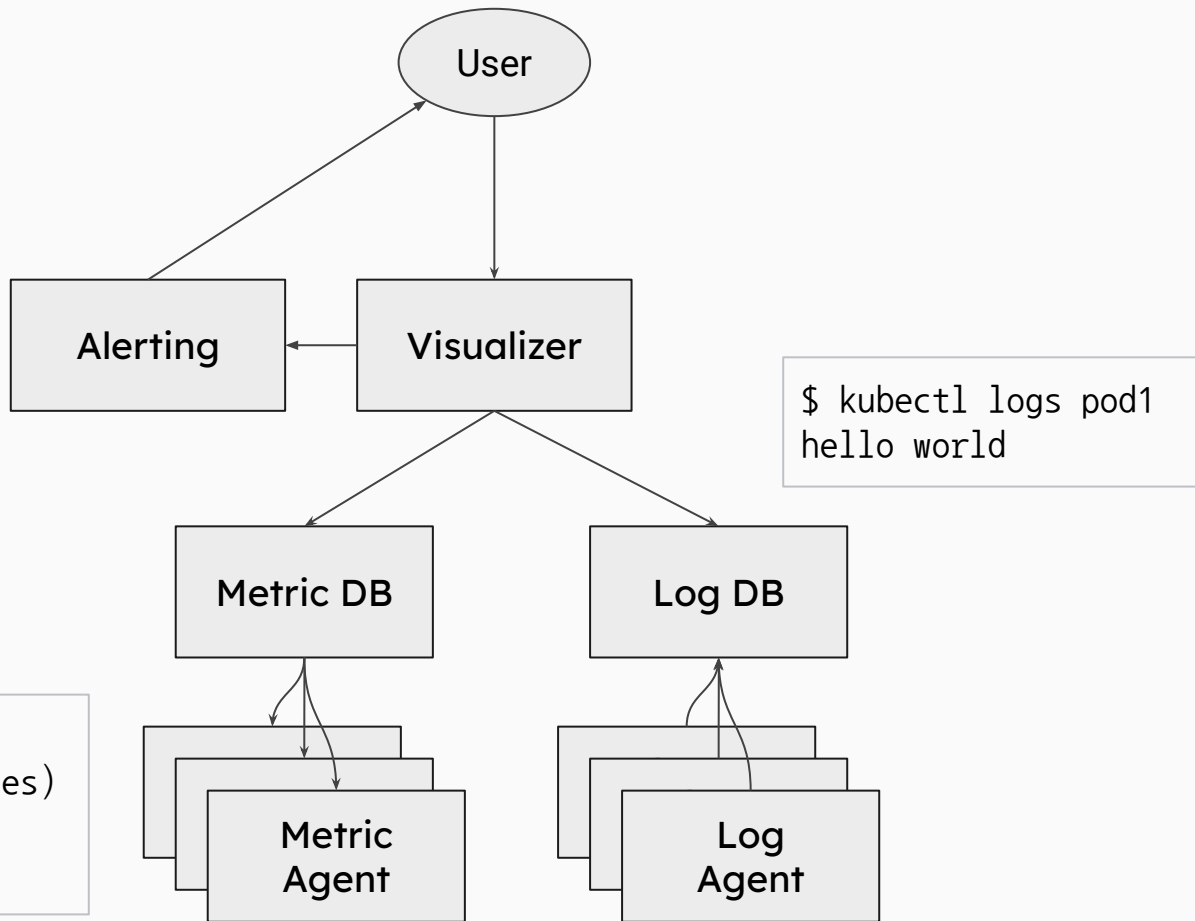 User
Alerting
Visualizer
$ kubectl logs pod1
hello world
Metric DB
Log DB
es)
Metric
Agent
Log
Agent